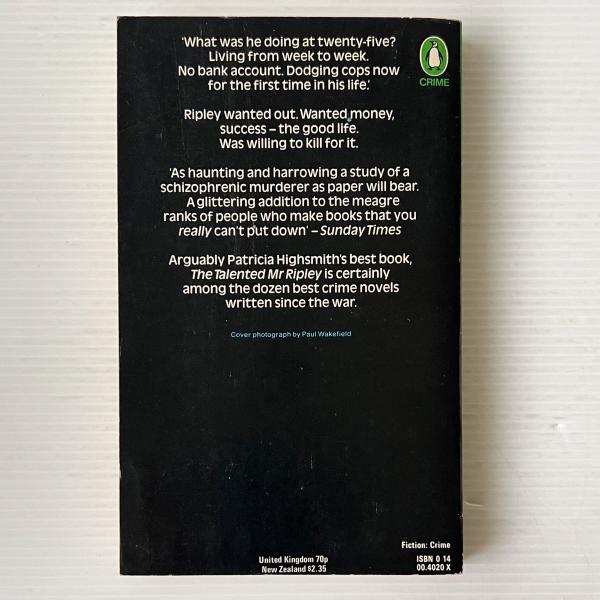 'What was he doing at twenty-five?
Living from week to week.
No bank account. Dodging cops now
for the first time in his life.'
CRIME
Ripley wanted out. Wanted money,
success – the good life.
Was willing to kill for it.
'As haunting and harrowing a study of a
schizophrenic murderer as paper will bear.
A glittering addition to the meagre
ranks of people who make books that you
really can't put down' – Sunday Times
Arguably Patricia Highsmith's best book,
The Talented Mr Ripley is certainly
among the dozen best crime novels
written since the war.
Cover photograph by Paul Wakefield
United Kingdom 70p
New Zealand $2.35
Fiction: Crime
ISBN 0 14
00.4020 X